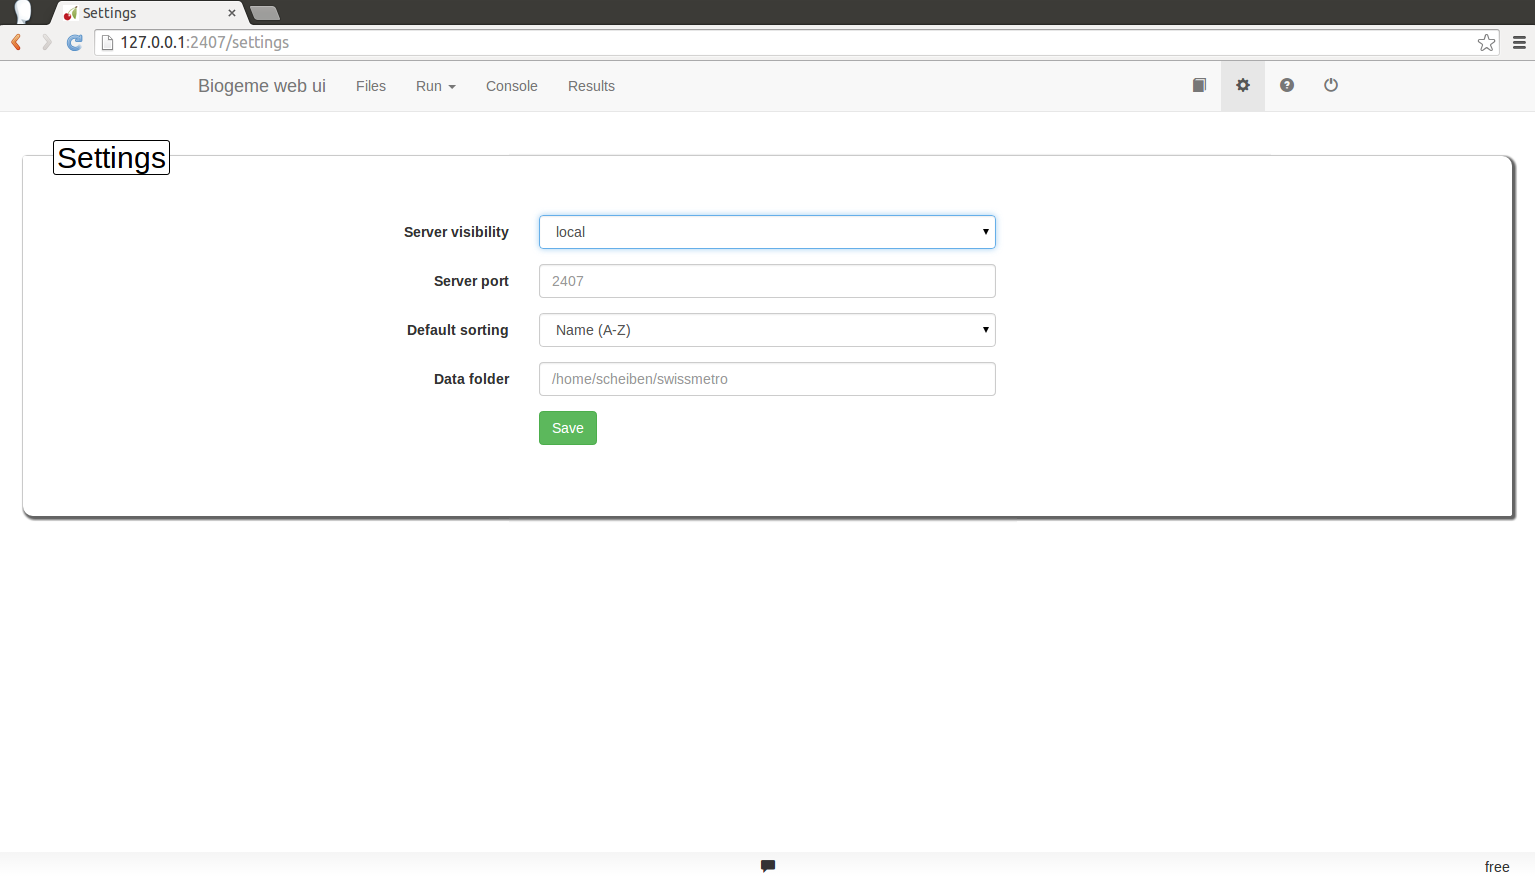 Settings
127.0.0.1:2407/settings
Biogeme web ui Files Run Console Results
Settings
Server visibility local
Server port 2407
Default sorting Name (A-Z)
Data folder /home/scheiben/swissmetro
Save
free